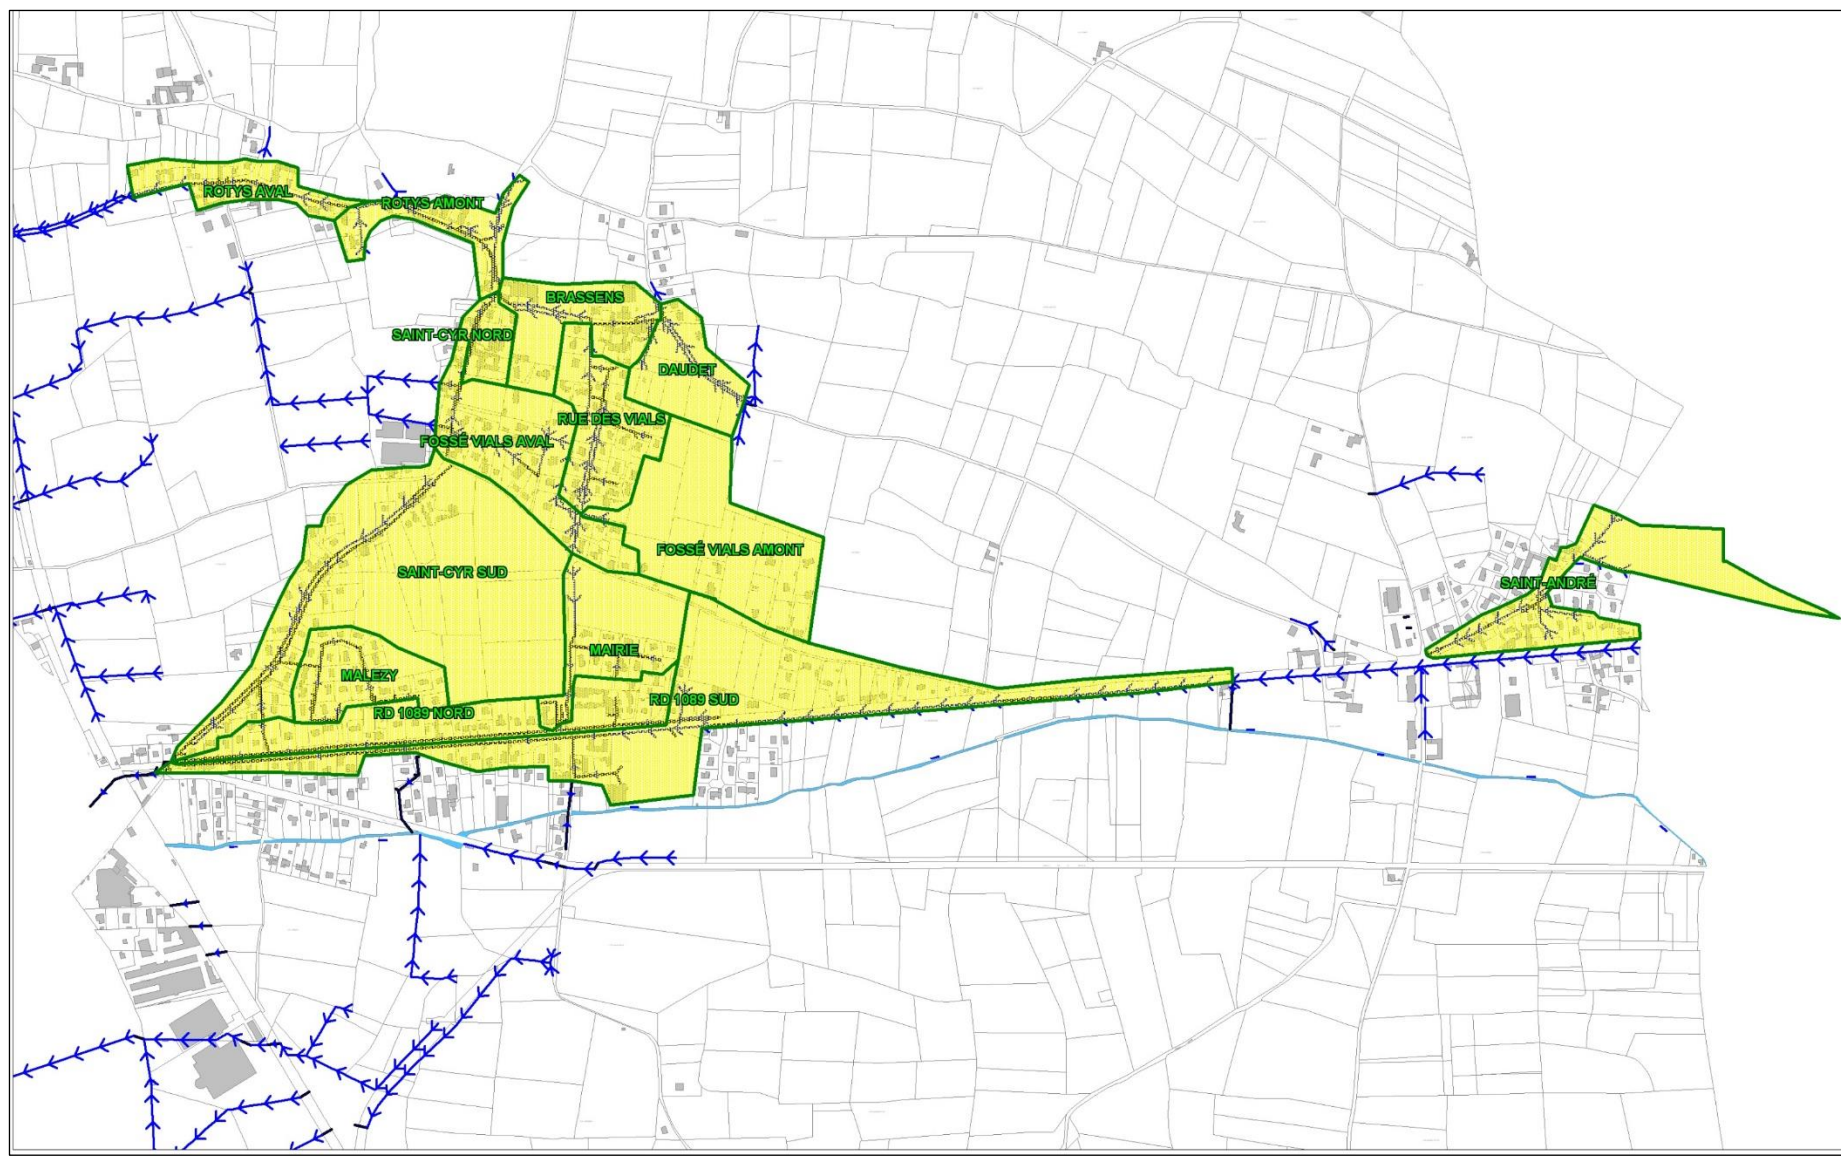 ROTYS AVAL
ROTYS AMONT
BRASSENS
SAINT-CYR NORD
DAUDET
RUE DES VIALS
FOSSÉ VIALS AVAL
FOSSÉ VIALS AMONT
SAINT-CYR SUD
SAINT-ANDRÉ
MAIRIE
MALEZY
RD 1089 SUD
RD 1089 NORD